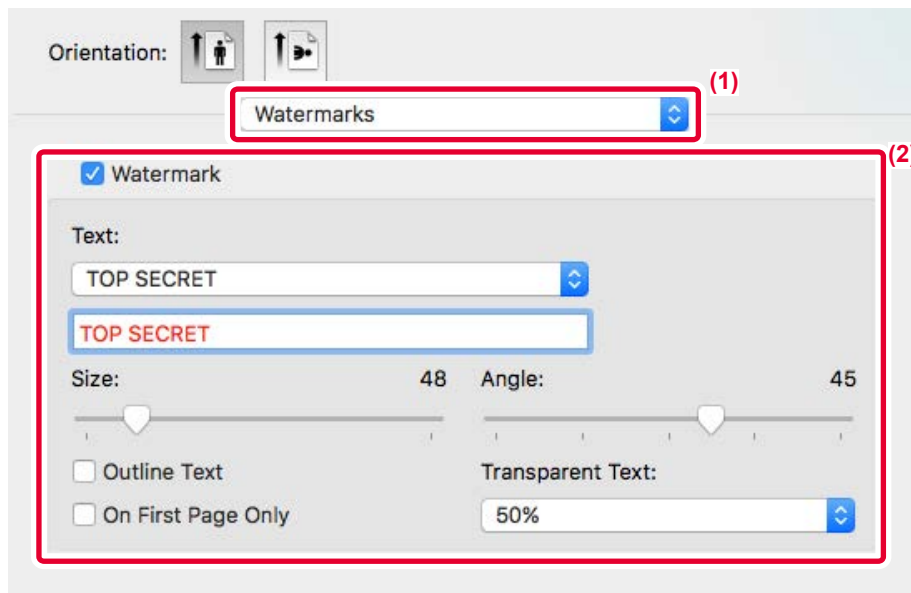 Orientation:
(1)
Watermarks
(2)
Watermark
Text:
TOP SECRET
TOP SECRET
Size: 48 Angle: 45
Outline Text Transparent Text:
On First Page Only 50%